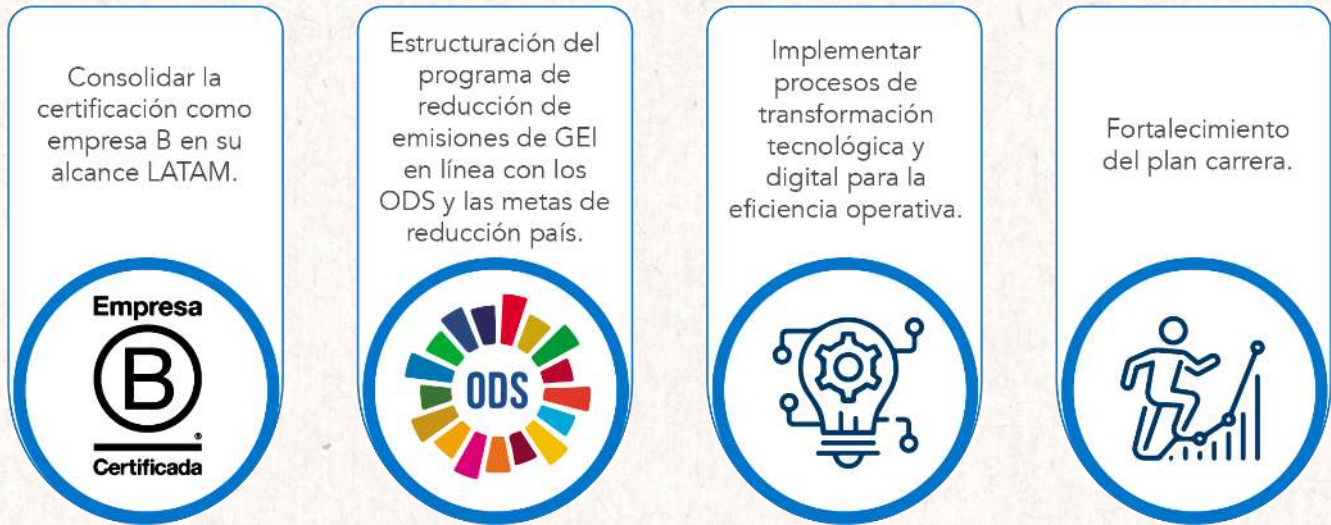 Consolidar la
certificación como
empresa B en su
alcance LATAM.
Empresa
B
®
Certificada
Estructuración del
programa de
reducción de
emisiones de GEI
en línea con los
ODS y las metas de
reducción país.
ODS
Implementar
procesos de
transformación
tecnológica y
digital para la
eficiencia operativa.
Fortalecimiento
del plan carrera.